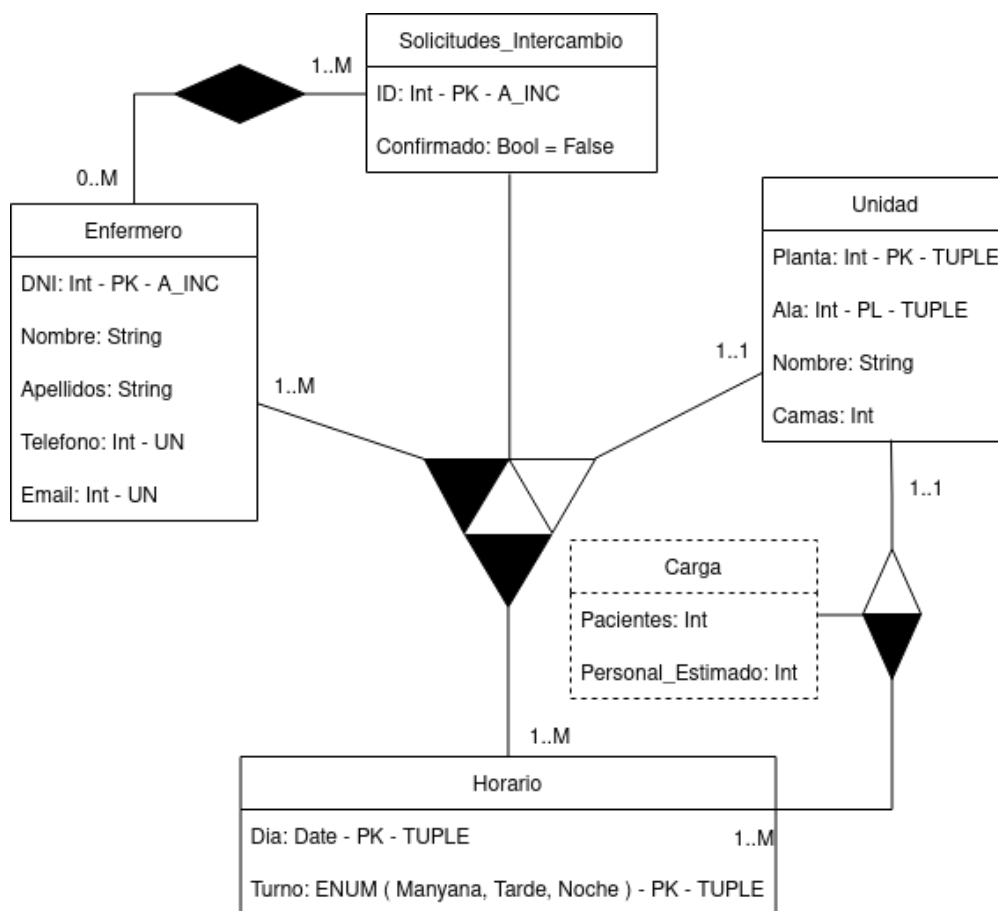 Solicitudes_Intercambio
1..M
ID: Int - PK - A_INC
Confirmado: Bool = False
0..M
Enfermero
DNI: Int - PK - A_INC
Nombre: String
Apellidos: String
Telefono: Int - UN
Email: Int - UN
1..M
Unidad
Planta: Int - PK - TUPLE
Ala: Int - PL - TUPLE
Nombre: String
Camas: Int
1..1
1..1
Carga
Pacientes: Int
Personal_Estimado: Int
1..M
Horario
Dia: Date - PK - TUPLE
1..M
Turno: ENUM ( Manyana, Tarde, Noche ) - PK - TUPLE